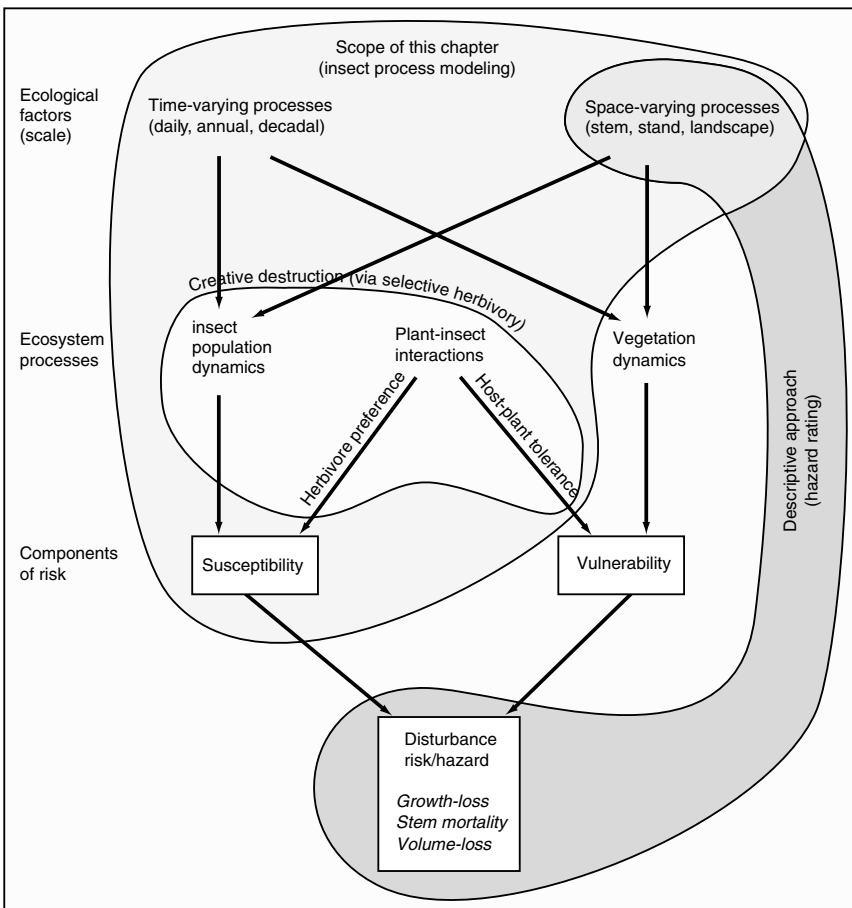 Scope of this chapter
(insect process modeling)
Ecological
factors
(scale)
Time-varying processes
(daily, annual, decadal)
Space-varying processes
(stem, stand, landscape)
Creative destruction (via selective herbivory)
Ecosystem
processes
insect
population
dynamics
Plant-insect
interactions
Vegetation
dynamics
Herbivore preference
Host-plant tolerance
Descriptive approach
(hazard rating)
Components
of risk
Susceptibility
Vulnerability
Disturbance
risk/hazard
Growth-loss
Stem mortality
Volume-loss